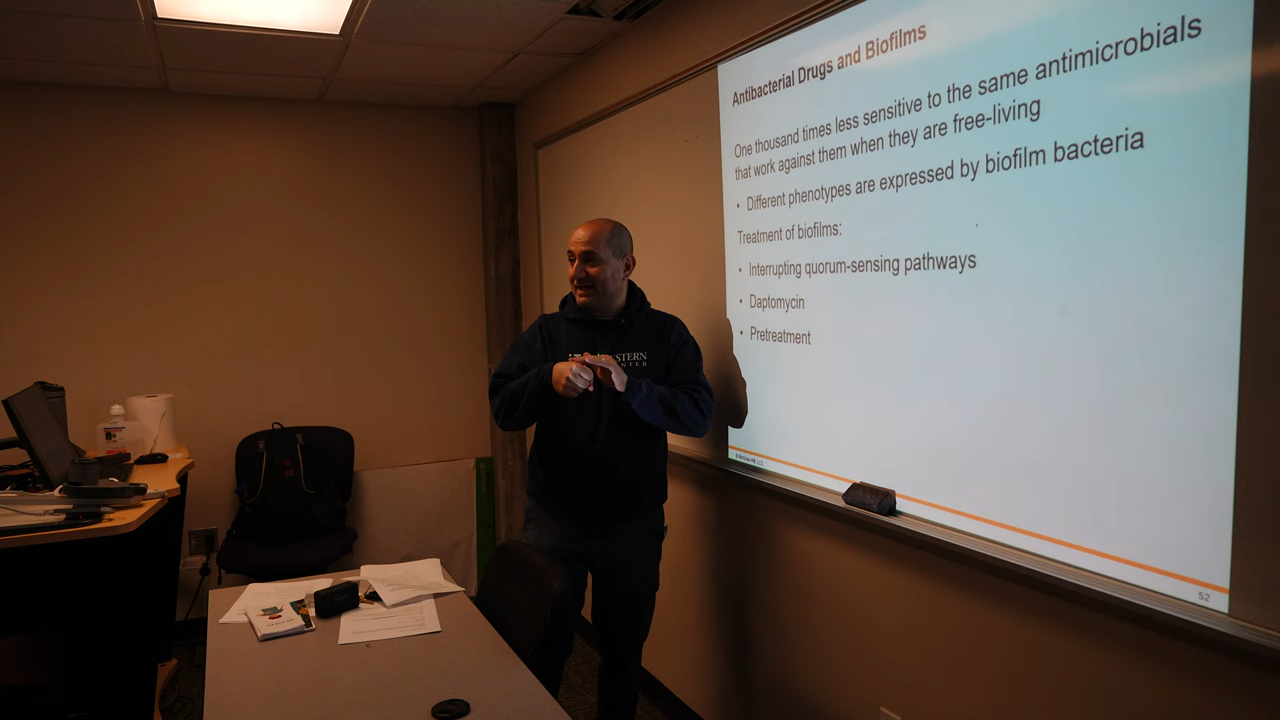 Antibacterial Drugs and Biofilms
One thousand times less sensitive to the same antimicrobials
that work against them when they are free-living
• Different phenotypes are expressed by biofilm bacteria
Treatment of biofilms:
• Interrupting quorum-sensing pathways
• Daptomycin
• Pretreatment
52